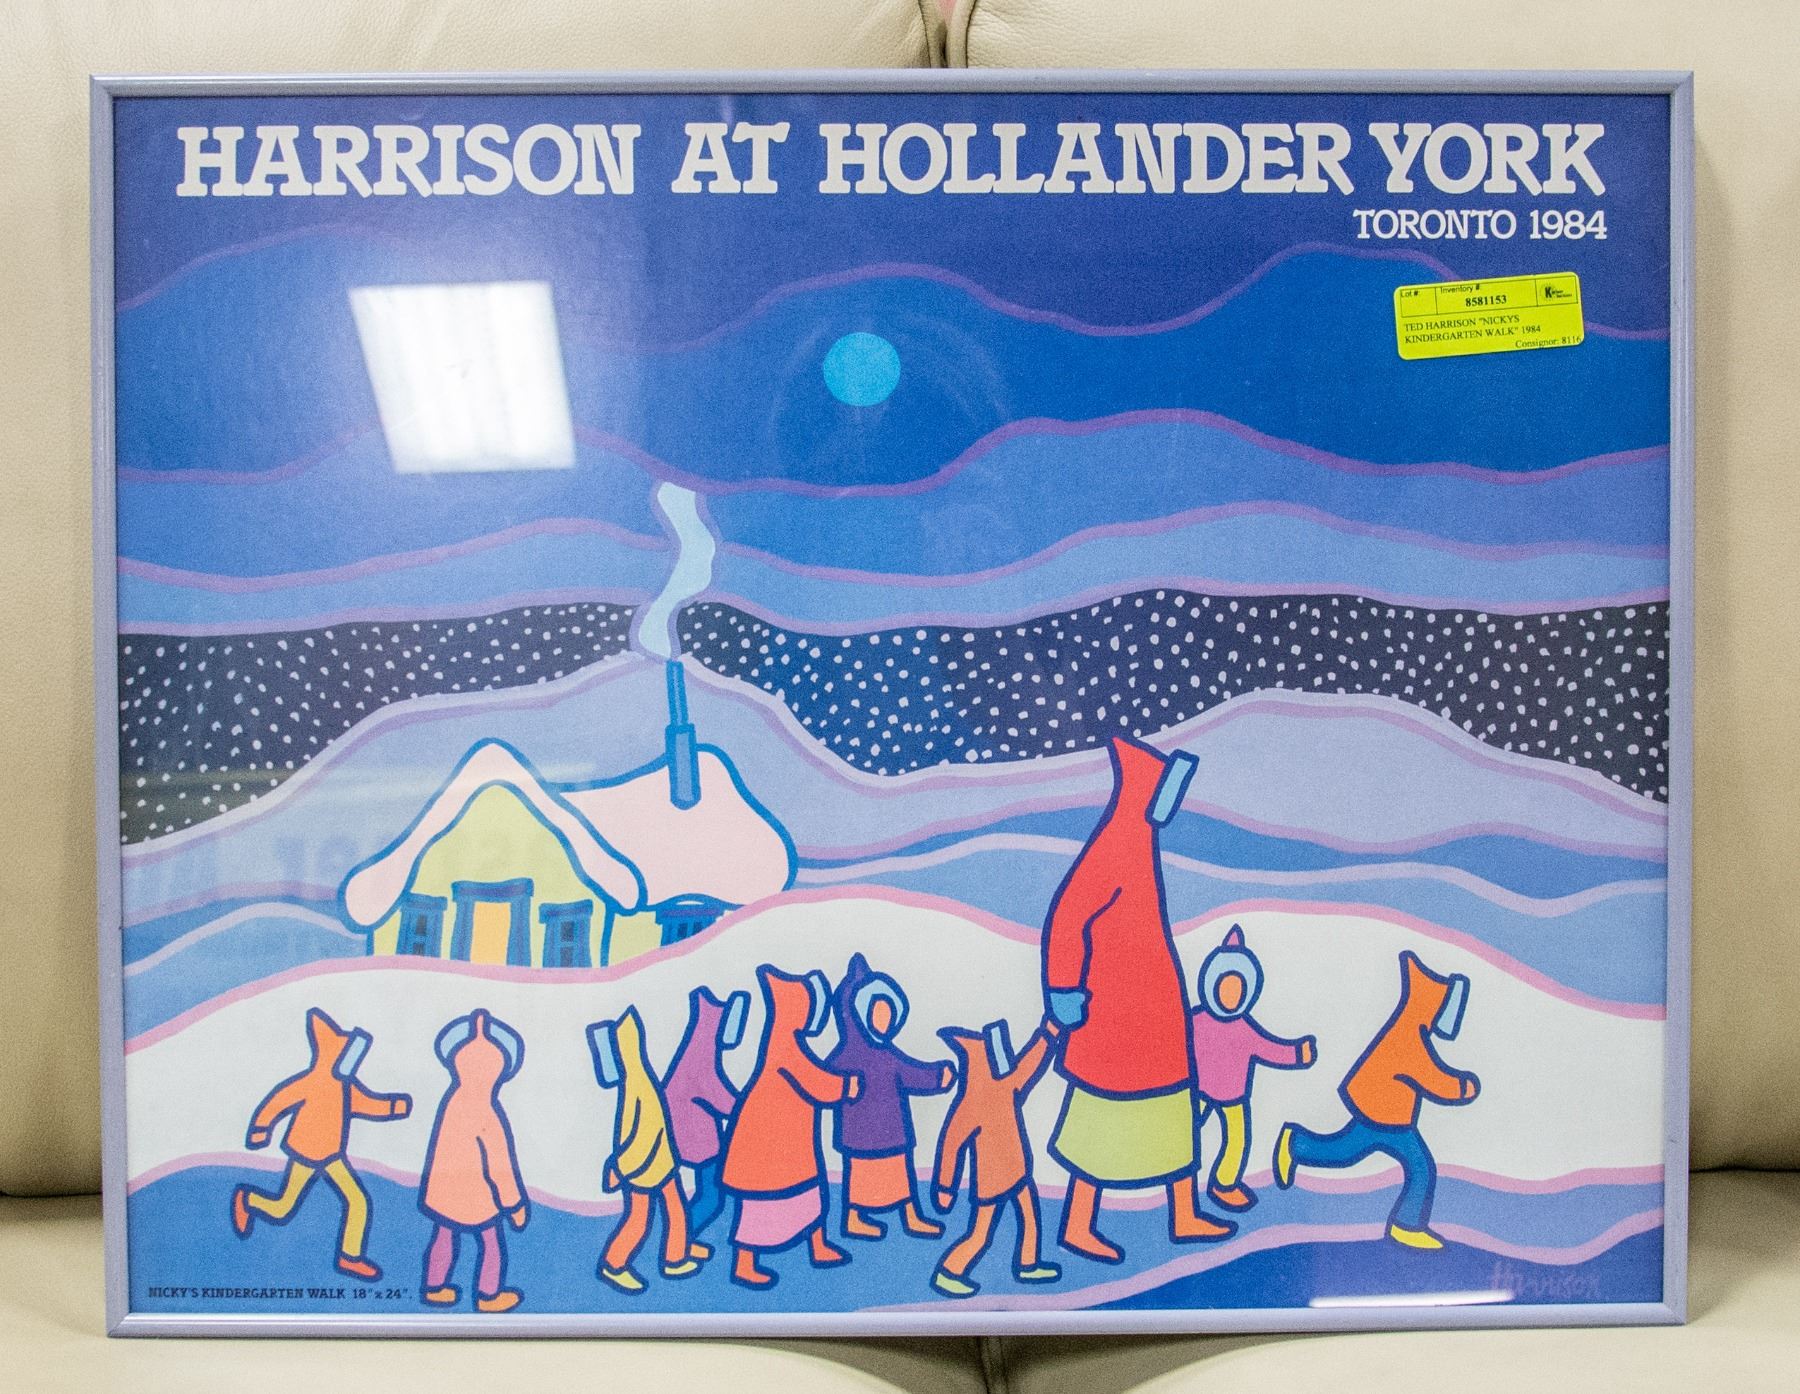 HARRISON AT HOLLANDER YORK
TORONTO 1984
Lot #: Inventory #:
8581153
TED HARRISON "NICKYS
KINDERGARTEN WALK" 1984
Consignor: 8116
NICKY'S KINDERGARTEN WALK 18" x 24".
Harrison